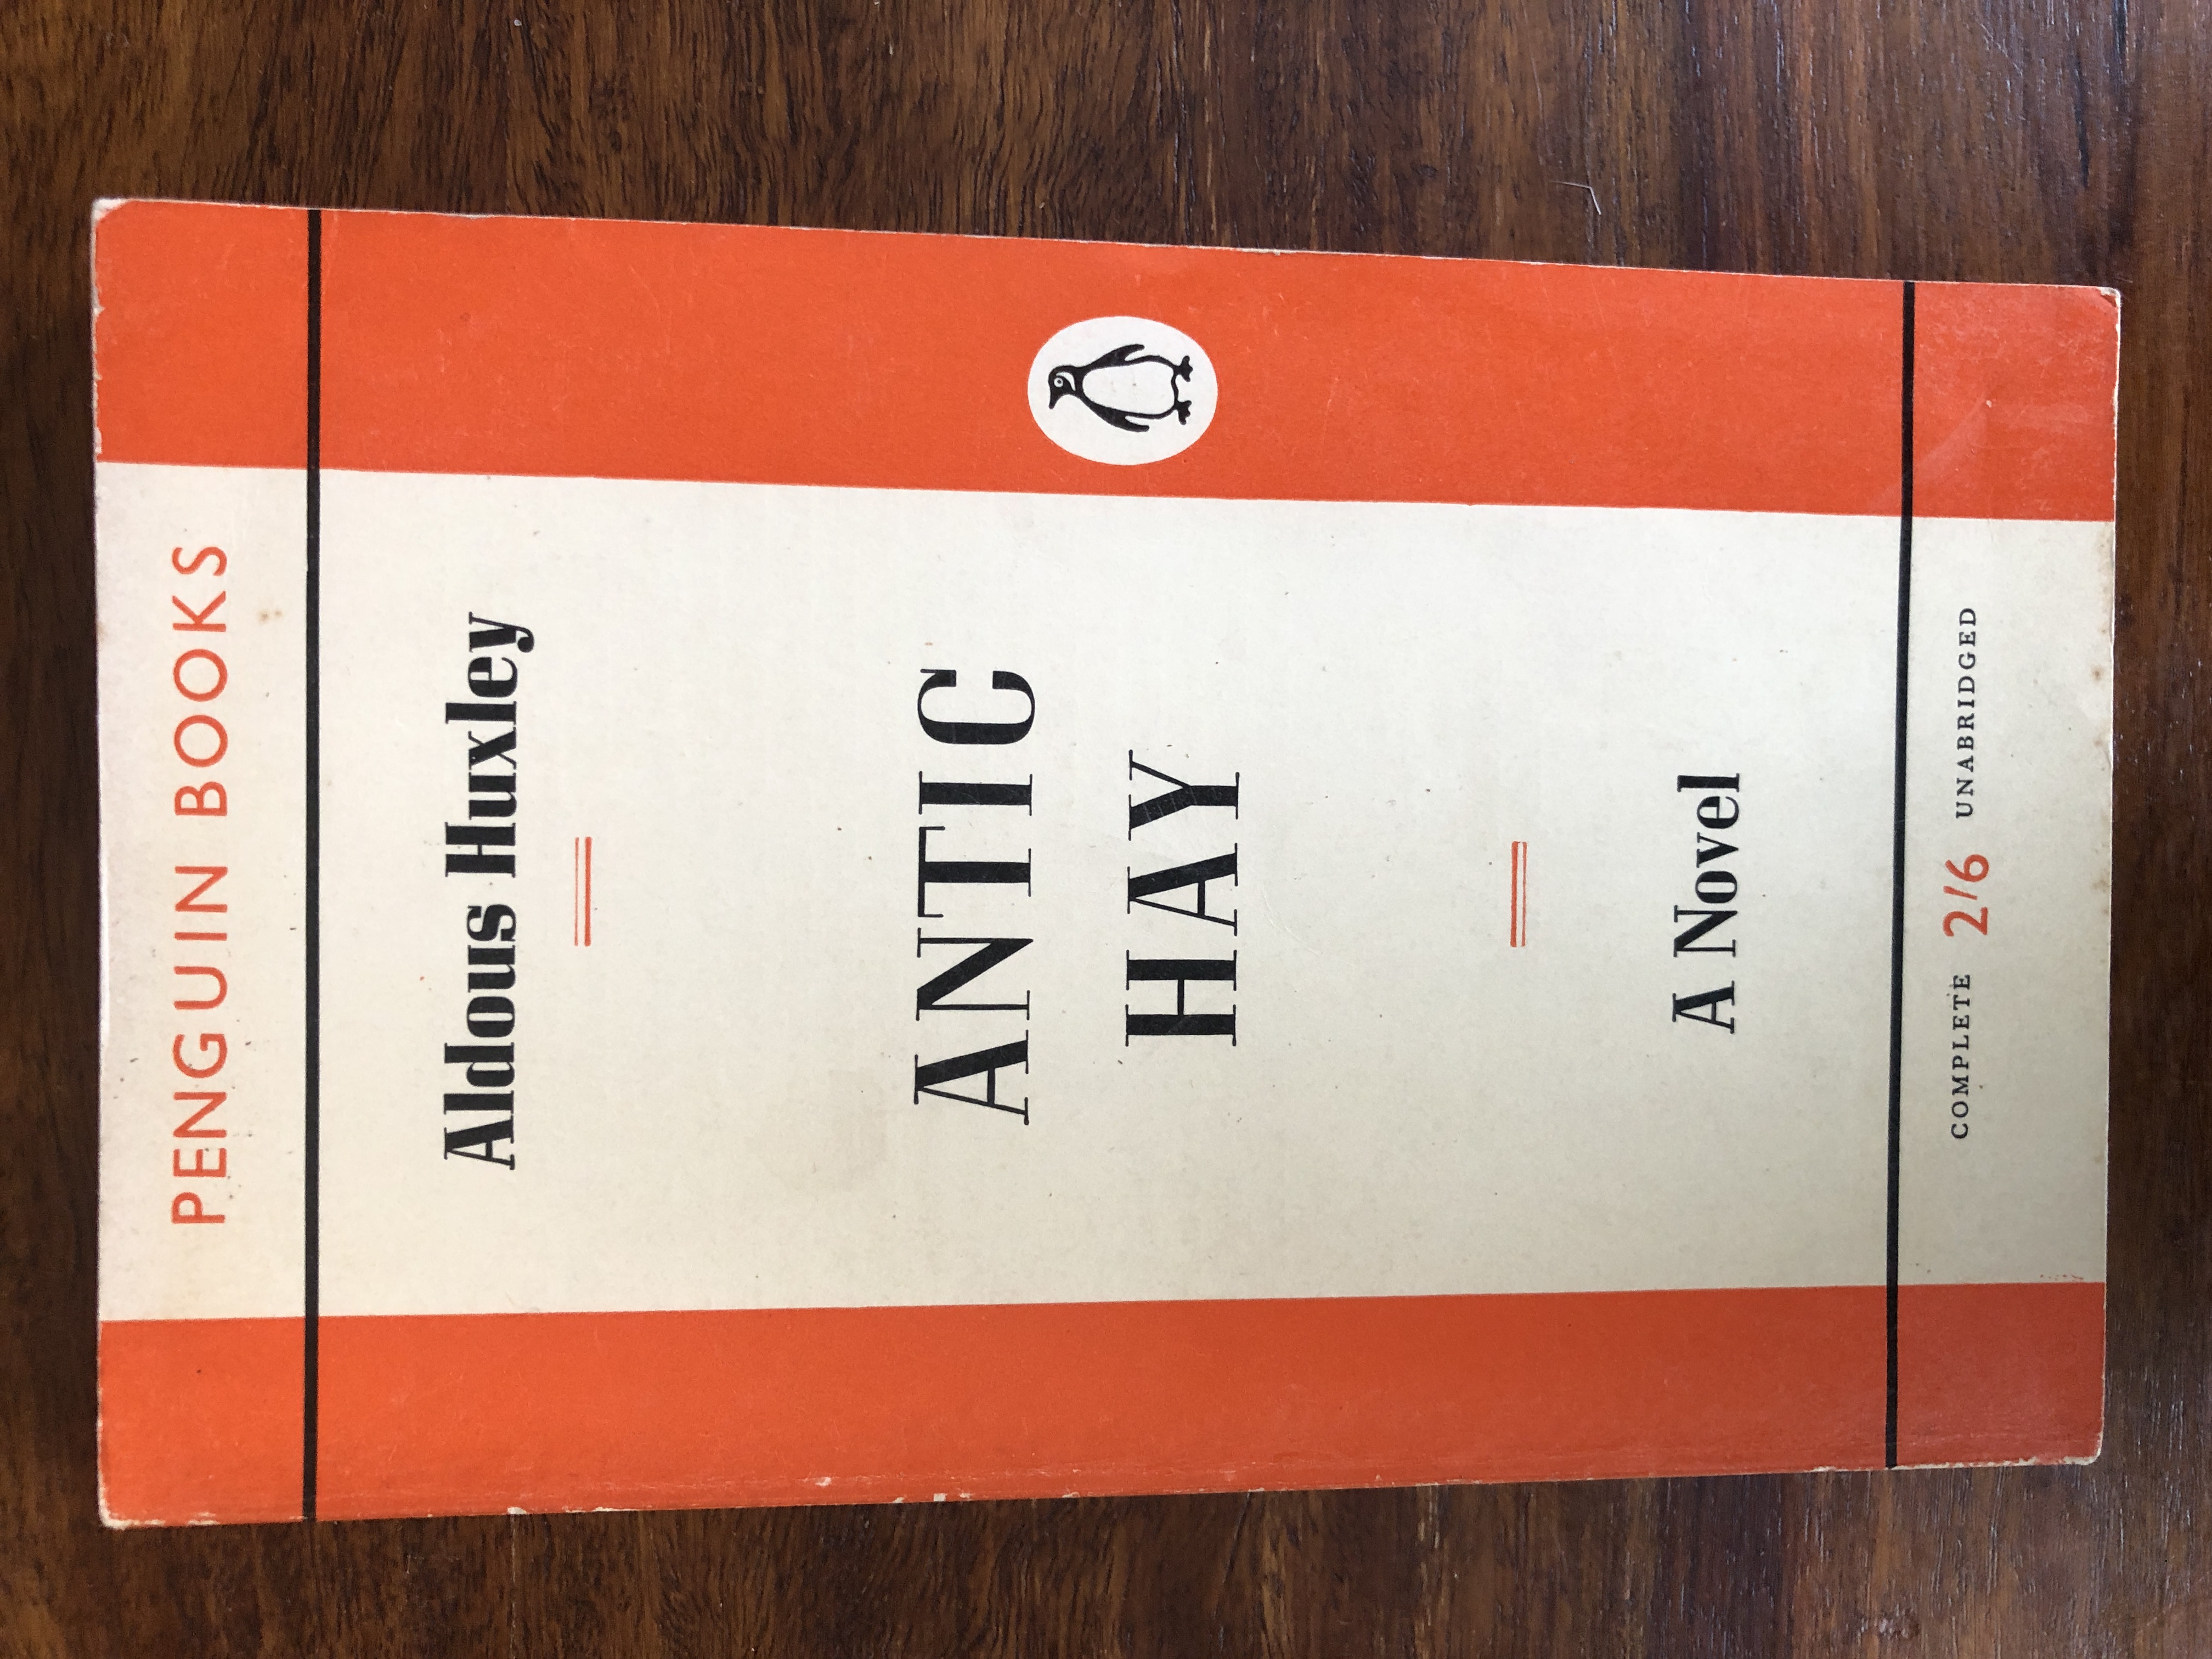 PENGUIN BOOKS
Aldous Huxley
ANTIC
HAY
A Novel
COMPLETE 2/6 UNABRIDGED